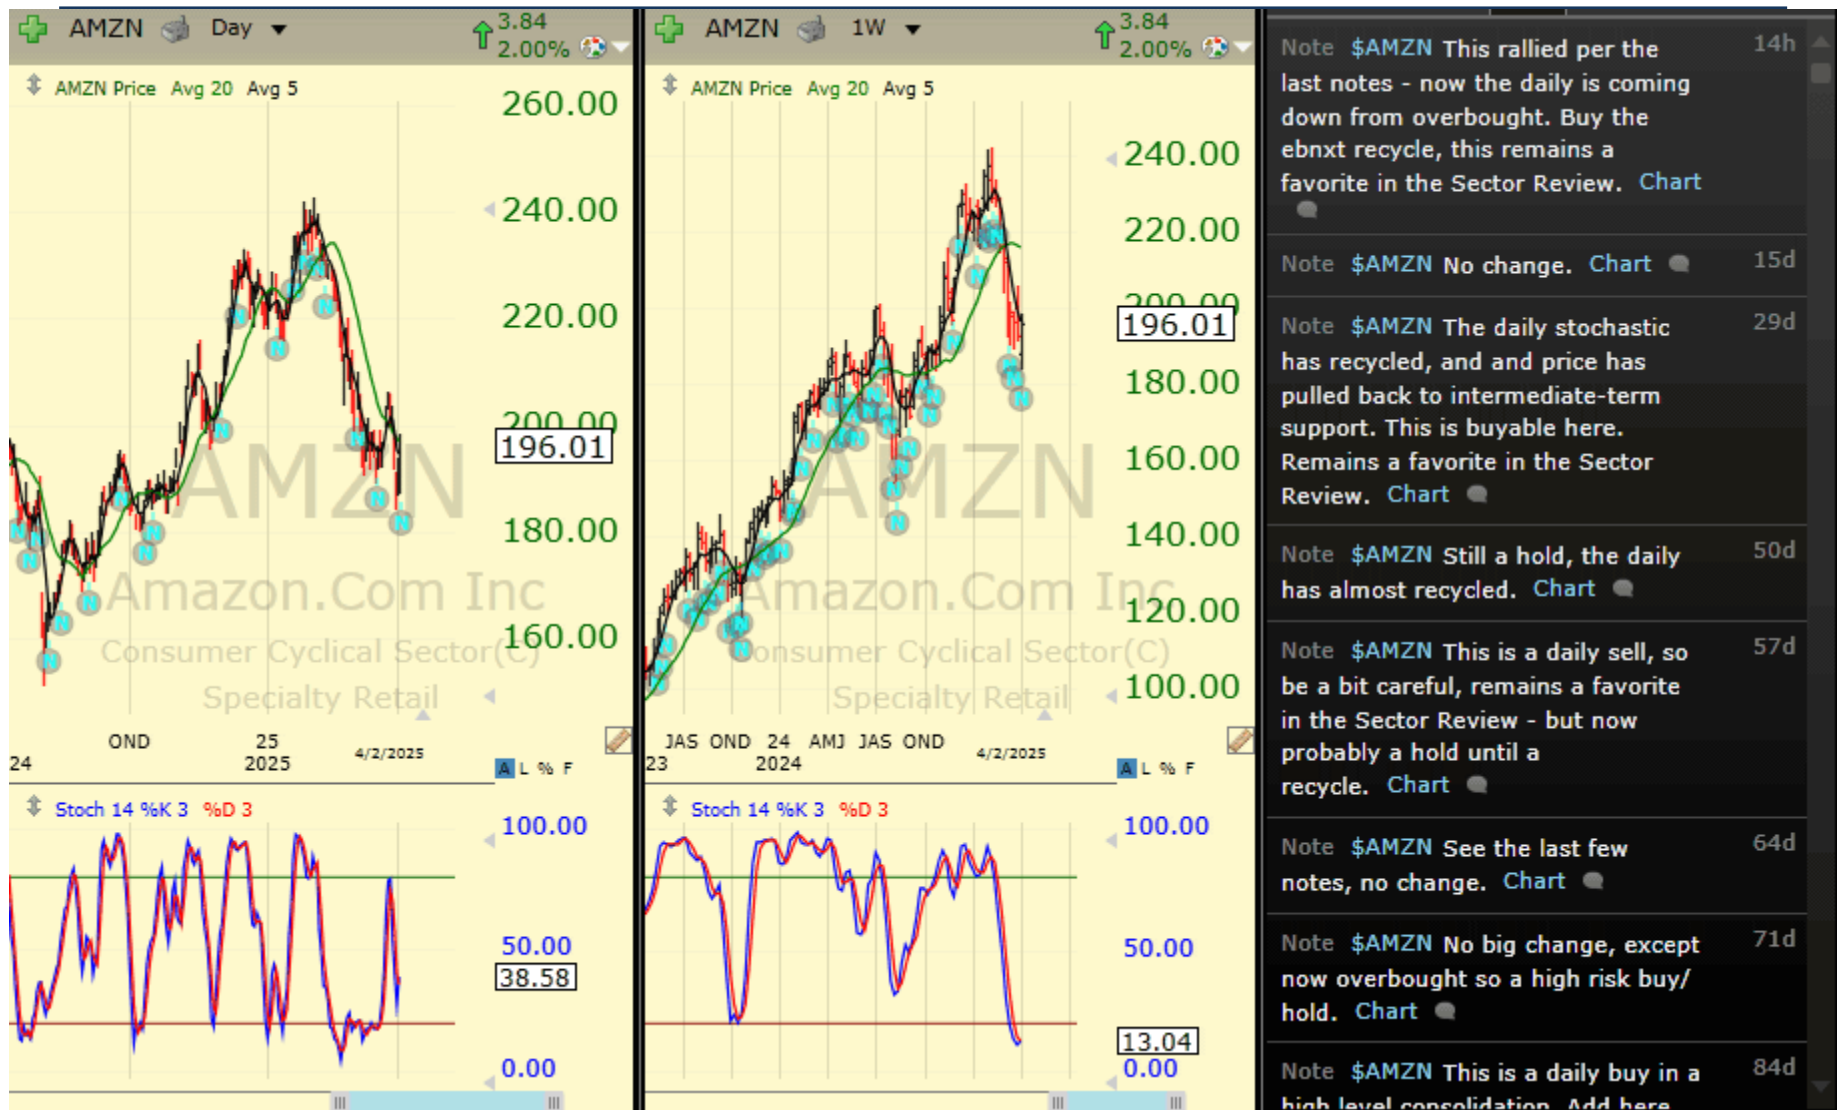 AMZN Day
3.84
2.00%
AMZN Price Avg 20 Avg 5
260.00
240.00
220.00
200.00
196.01
180.00
160.00
AMZN
Amazon.Com Inc
Consumer Cyclical Sector(C)
Specialty Retail
OND 25
24 2025 4/2/2025
A L % F
Stoch 14 %K 3 %D 3
100.00
50.00
38.58
0.00
AMZN 1W
3.84
2.00%
AMZN Price Avg 20 Avg 5
240.00
220.00
200.00
196.01
180.00
160.00
140.00
120.00
100.00
AMZN
Amazon.Com Inc
Consumer Cyclical Sector(C)
Specialty Retail
JAS OND 24 AMJ JAS OND
23 2024 4/2/2025
A L % F
Stoch 14 %K 3 %D 3
100.00
50.00
13.04
0.00
Note $AMZN This rallied per the 14h
last notes - now the daily is coming
down from overbought. Buy the
ebnxt recycle, this remains a
favorite in the Sector Review. Chart
Note $AMZN No change. Chart 15d
Note $AMZN The daily stochastic 29d
has recycled, and and price has
pulled back to intermediate-term
support. This is buyable here.
Remains a favorite in the Sector
Review. Chart
Note $AMZN Still a hold, the daily 50d
has almost recycled. Chart
Note $AMZN This is a daily sell, so 57d
be a bit careful, remains a favorite
in the Sector Review - but now
probably a hold until a
recycle. Chart
Note $AMZN See the last few 64d
notes, no change. Chart
Note $AMZN No big change, except 71d
now overbought so a high risk buy/
hold. Chart
Note $AMZN This is a daily buy in a 84d
high level consolidation. Add here